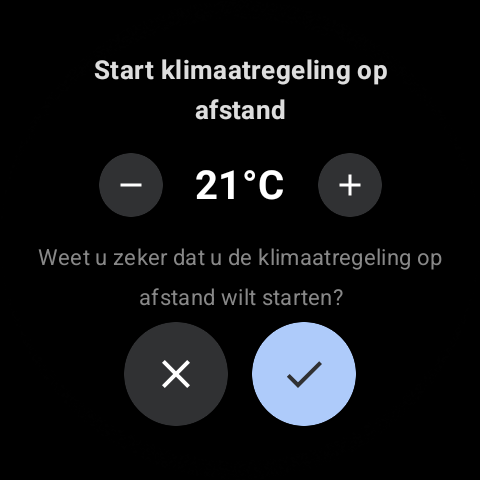 Start klimaatregeling op
afstand
21°C
Weet u zeker dat u de klimaatregeling op
afstand wilt starten?